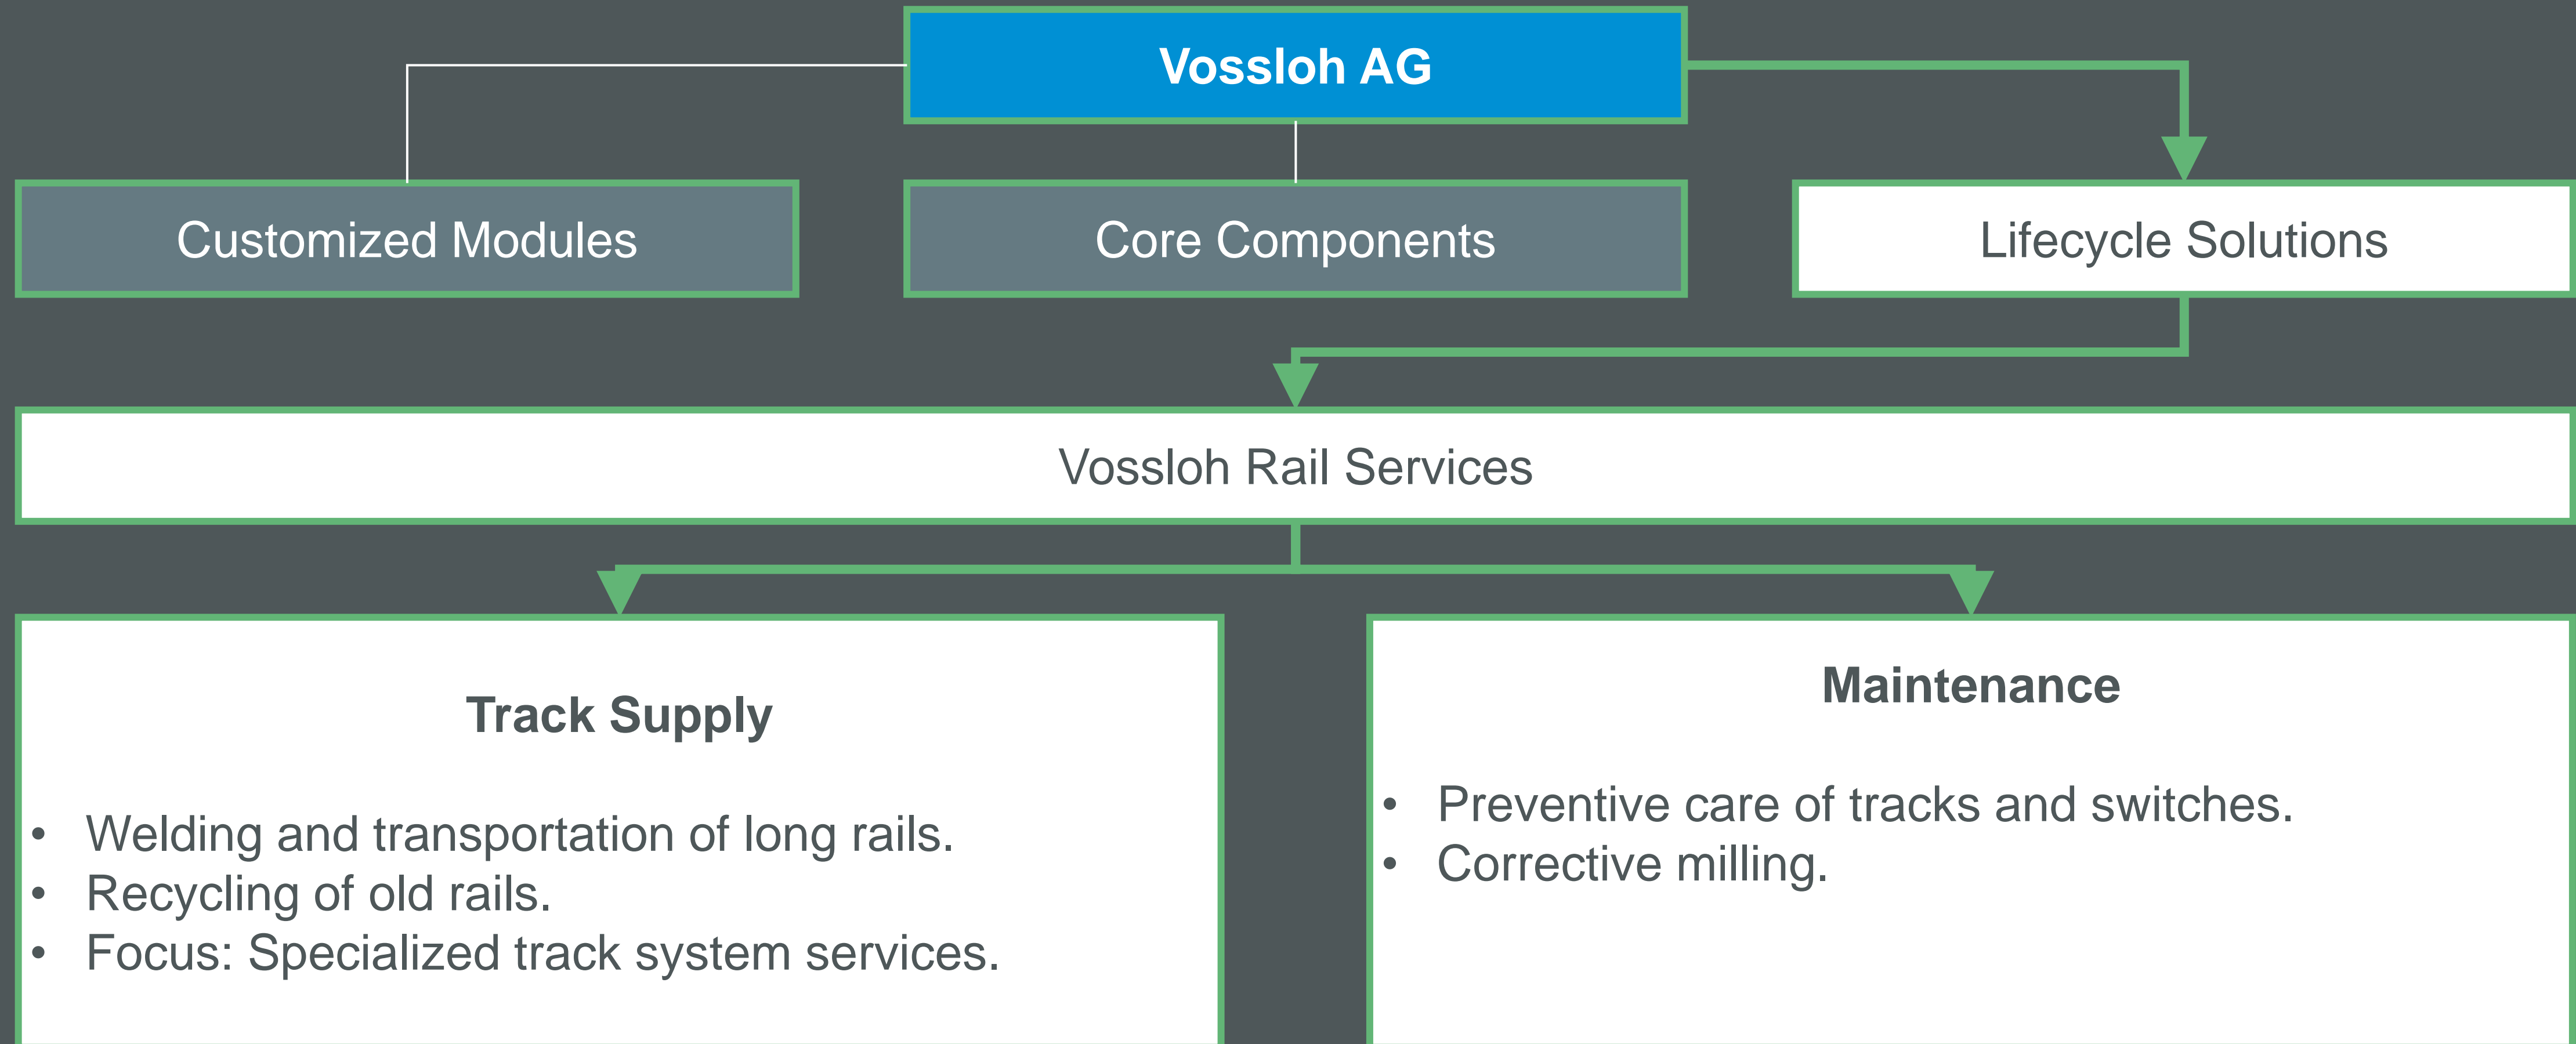 Vossloh AG
Customized Modules
Core Components
Lifecycle Solutions
Vossloh Rail Services
Track Supply
• Welding and transportation of long rails.
• Recycling of old rails.
• Focus: Specialized track system services.
Maintenance
• Preventive care of tracks and switches.
• Corrective milling.